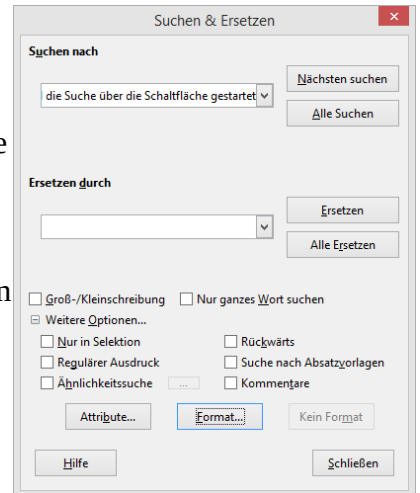 Suchen & Ersetzen
Suchen nach
die Suche über die Schaltfläche gestartet
Nächsten suchen
Alle Suchen
e
Ersetzen durch
Ersetzen
Alle Ersetzen
n
Groß-/Kleinschreibung Nur ganzes Wort suchen
Weitere Optionen...
Nur in Selektion Rückwärts
Regulärer Ausdruck Suche nach Absatzvorlagen
Ähnlichkeitssuche ... Kommentare
Attribute... Format... Kein Format
Hilfe Schließen